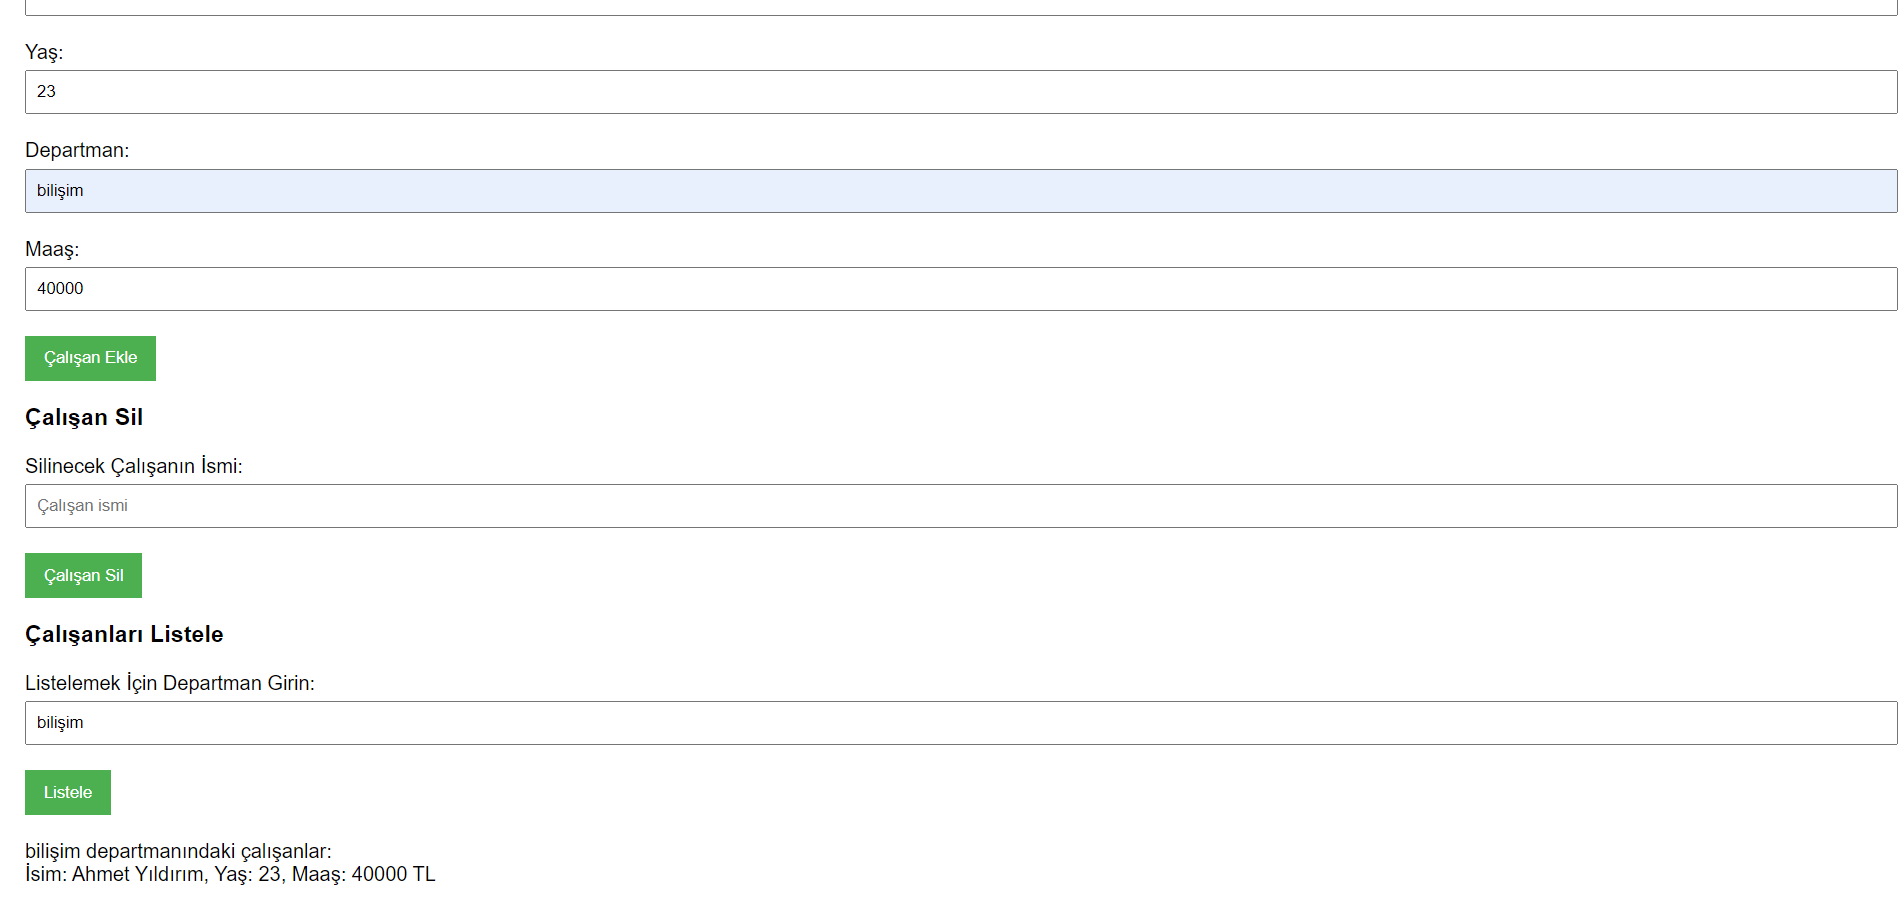 Yaş:
23
Departman:
bilişim
Maaş:
40000
Çalışan Ekle
Çalışan Sil
Silinecek Çalışanın İsmi:
Çalışan ismi
Çalışan Sil
Çalışanları Listele
Listelemek İçin Departman Girin:
bilişim
Listele
bilişim departmanındaki çalışanlar:
İsim: Ahmet Yıldırım, Yaş: 23, Maaş: 40000 TL